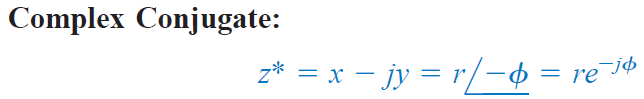 Complex Conjugate:
z* = x − jy = r/−ϕ = re^−jϕ